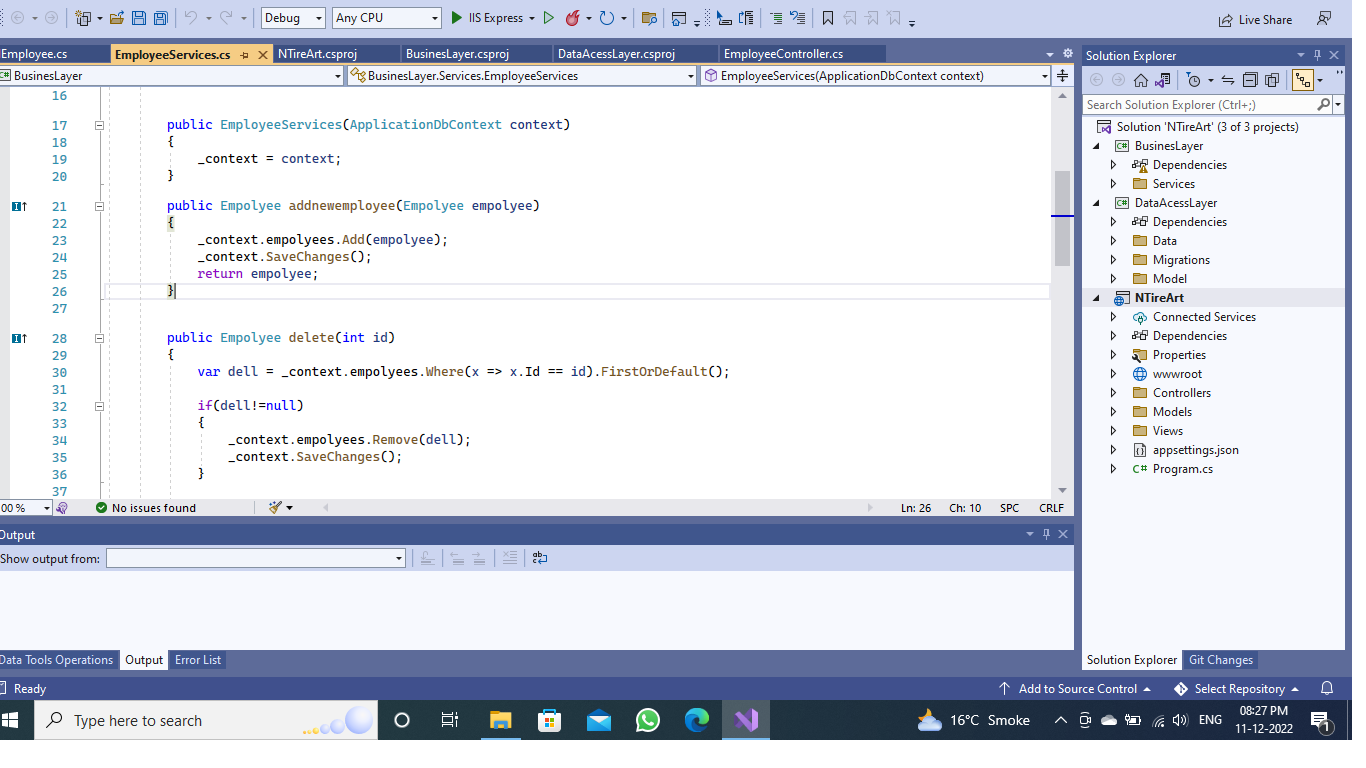 Debug Any CPU IIS Express Live Share
Employee.cs EmployeeServices.cs NTireArt.csproj BusinesLayer.csproj DataAcessLayer.csproj EmployeeController.cs
C# BusinesLayer BusinesLayer.Services.EmployeeServices EmployeeServices(ApplicationDbContext context)
16
17 public EmployeeServices(ApplicationDbContext context)
18 {
19 _context = context;
20 }
21 public Empolyee addnewemployee(Empolyee empolyee)
22 {
23 _context.empolyees.Add(empolyee);
24 _context.SaveChanges();
25 return empolyee;
26 }
27
28 public Empolyee delete(int id)
29 {
30 var dell = _context.empolyees.Where(x => x.Id == id).FirstOrDefault();
31
32 if(dell!=null)
33 {
34 _context.empolyees.Remove(dell);
35 _context.SaveChanges();
36 }
37
00 % No issues found Ln: 26 Ch: 10 SPC CRLF
Output
Show output from:
Data Tools Operations Output Error List
Solution Explorer
Search Solution Explorer (Ctrl+;)
Solution 'NTireArt' (3 of 3 projects)
C# BusinesLayer
Dependencies
Services
C# DataAcessLayer
Dependencies
Data
Migrations
Model
NTireArt
Connected Services
Dependencies
Properties
wwwroot
Controllers
Models
Views
appsettings.json
C# Program.cs
Solution Explorer Git Changes
Ready Add to Source Control Select Repository
Type here to search 16°C Smoke ENG 08:27 PM
11-12-2022 1